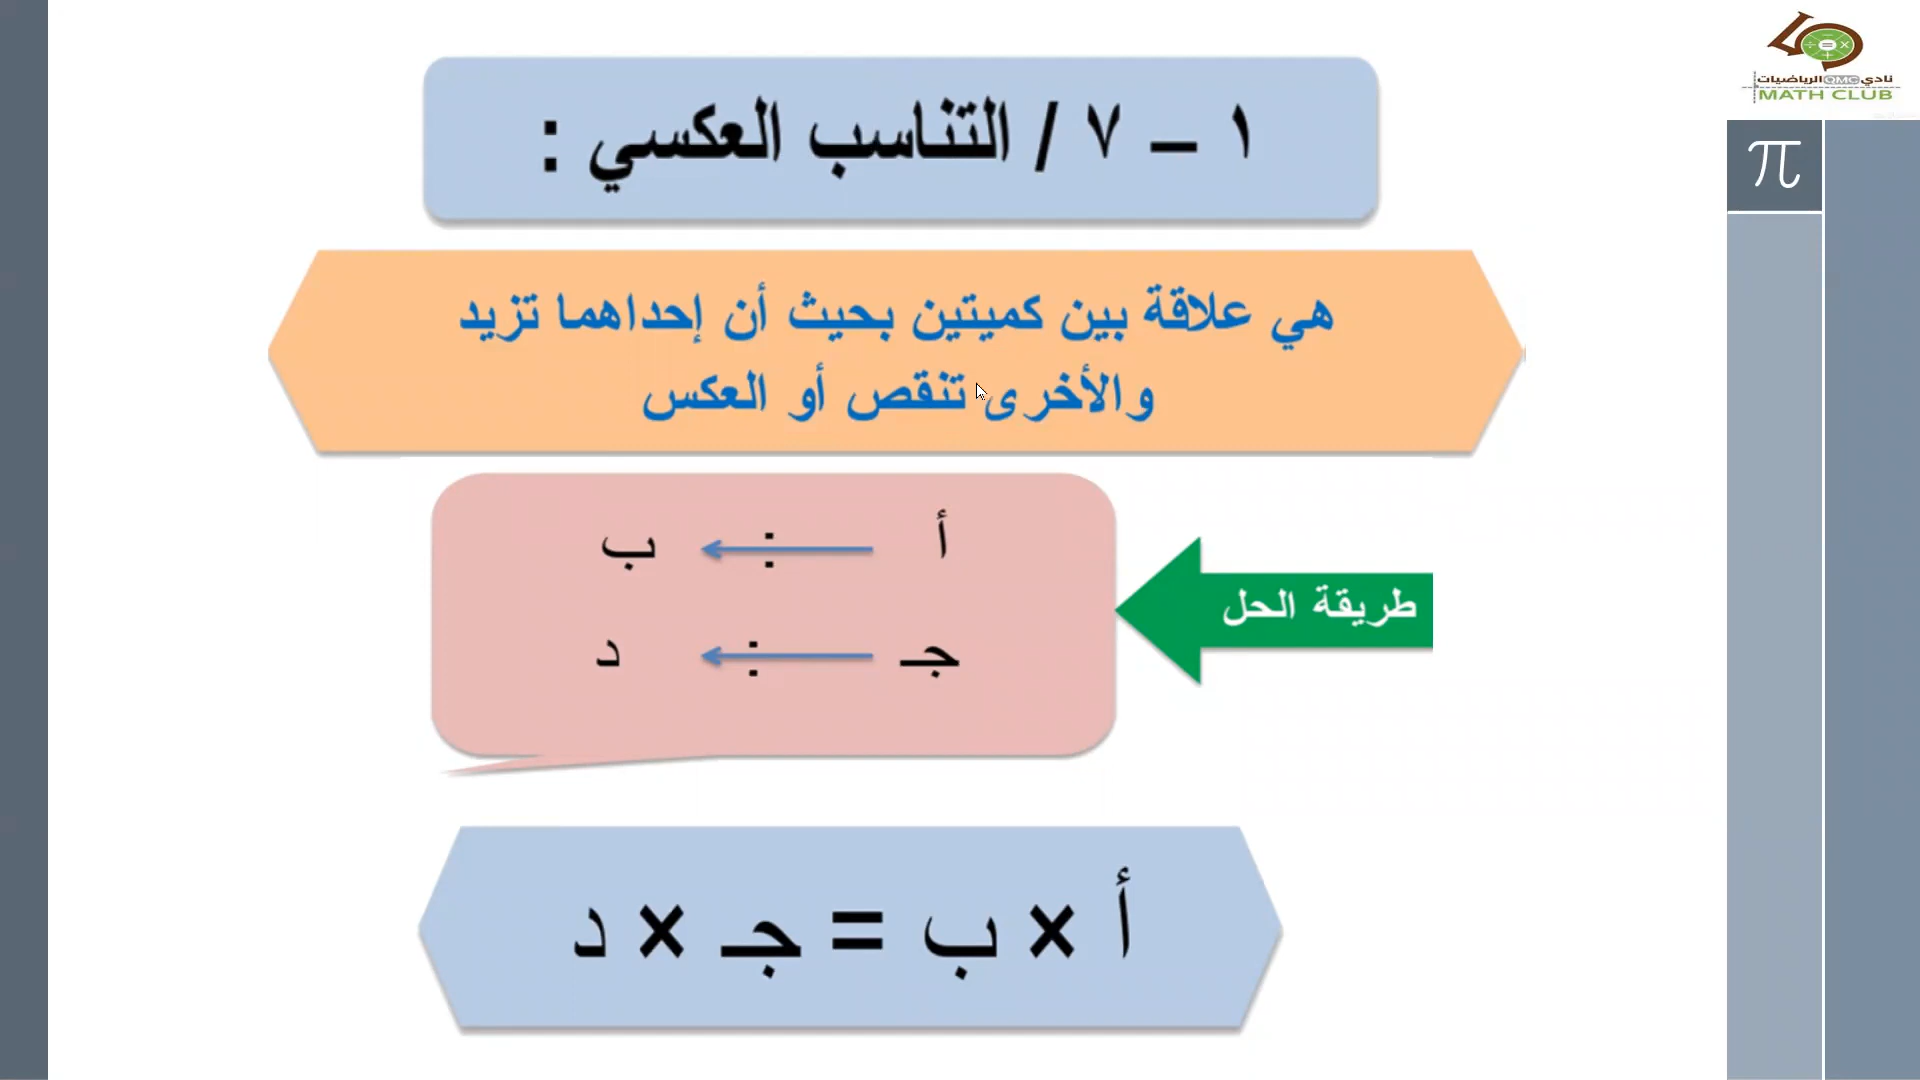 نادي QMC الرياضيات
MATH CLUB
π
١ – ٧ / التناسب العكسي :
هي علاقة بين كميتين بحيث أن إحداهما تزيد
والأخرى تنقص أو العكس
طريقة الحل
أ : ب
جـ : د
أ × ب = جـ × د